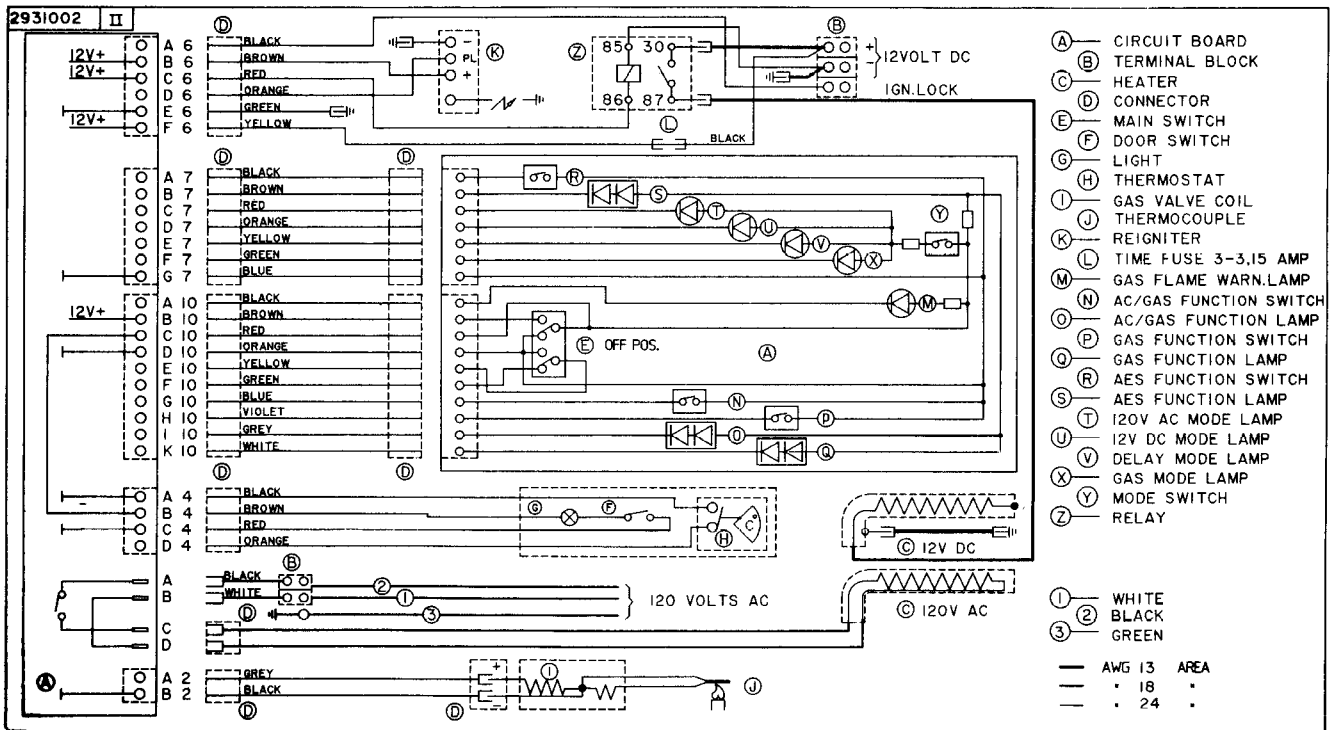 2931002 II
12V+
12V+
12V+
A 6 BLACK
B 6 BROWN
C 6 RED
D 6 ORANGE
E 6 GREEN
F 6 YELLOW
D
- K
PL
+
Z 85 30
86 87
L BLACK
B
+ 12VOLT DC
-
IGN.LOCK
D D
A 7 BLACK
B 7 BROWN
C 7 RED
D 7 ORANGE
E 7 YELLOW
F 7 GREEN
G 7 BLUE
R
S
T
U
V
X
Y
12V+
A 10 BLACK
B 10 BROWN
C 10 RED
D 10 ORANGE
E 10 YELLOW
F 10 GREEN
G 10 BLUE
H 10 VIOLET
I 10 GREY
K 10 WHITE
M
E OFF POS.
A
N
P
O
Q
D D
-
A 4 BLACK
B 4 BROWN
C 4 RED
D 4 ORANGE
G F H C°
C 12V DC
B
A BLACK 2
B WHITE 1
D 3
C
D
120 VOLTS AC
C 120V AC
A
A 2 GREY
B 2 BLACK
D D
+
-
I
J
A CIRCUIT BOARD
B TERMINAL BLOCK
C HEATER
D CONNECTOR
E MAIN SWITCH
F DOOR SWITCH
G LIGHT
H THERMOSTAT
I GAS VALVE COIL
J THERMOCOUPLE
K REIGNITER
L TIME FUSE 3-3,15 AMP
M GAS FLAME WARN.LAMP
N AC/GAS FUNCTION SWITCH
O AC/GAS FUNCTION LAMP
P GAS FUNCTION SWITCH
Q GAS FUNCTION LAMP
R AES FUNCTION SWITCH
S AES FUNCTION LAMP
T 120V AC MODE LAMP
U 12V DC MODE LAMP
V DELAY MODE LAMP
X GAS MODE LAMP
Y MODE SWITCH
Z RELAY
1 WHITE
2 BLACK
3 GREEN
AWG 13 AREA
" 18 "
" 24 "